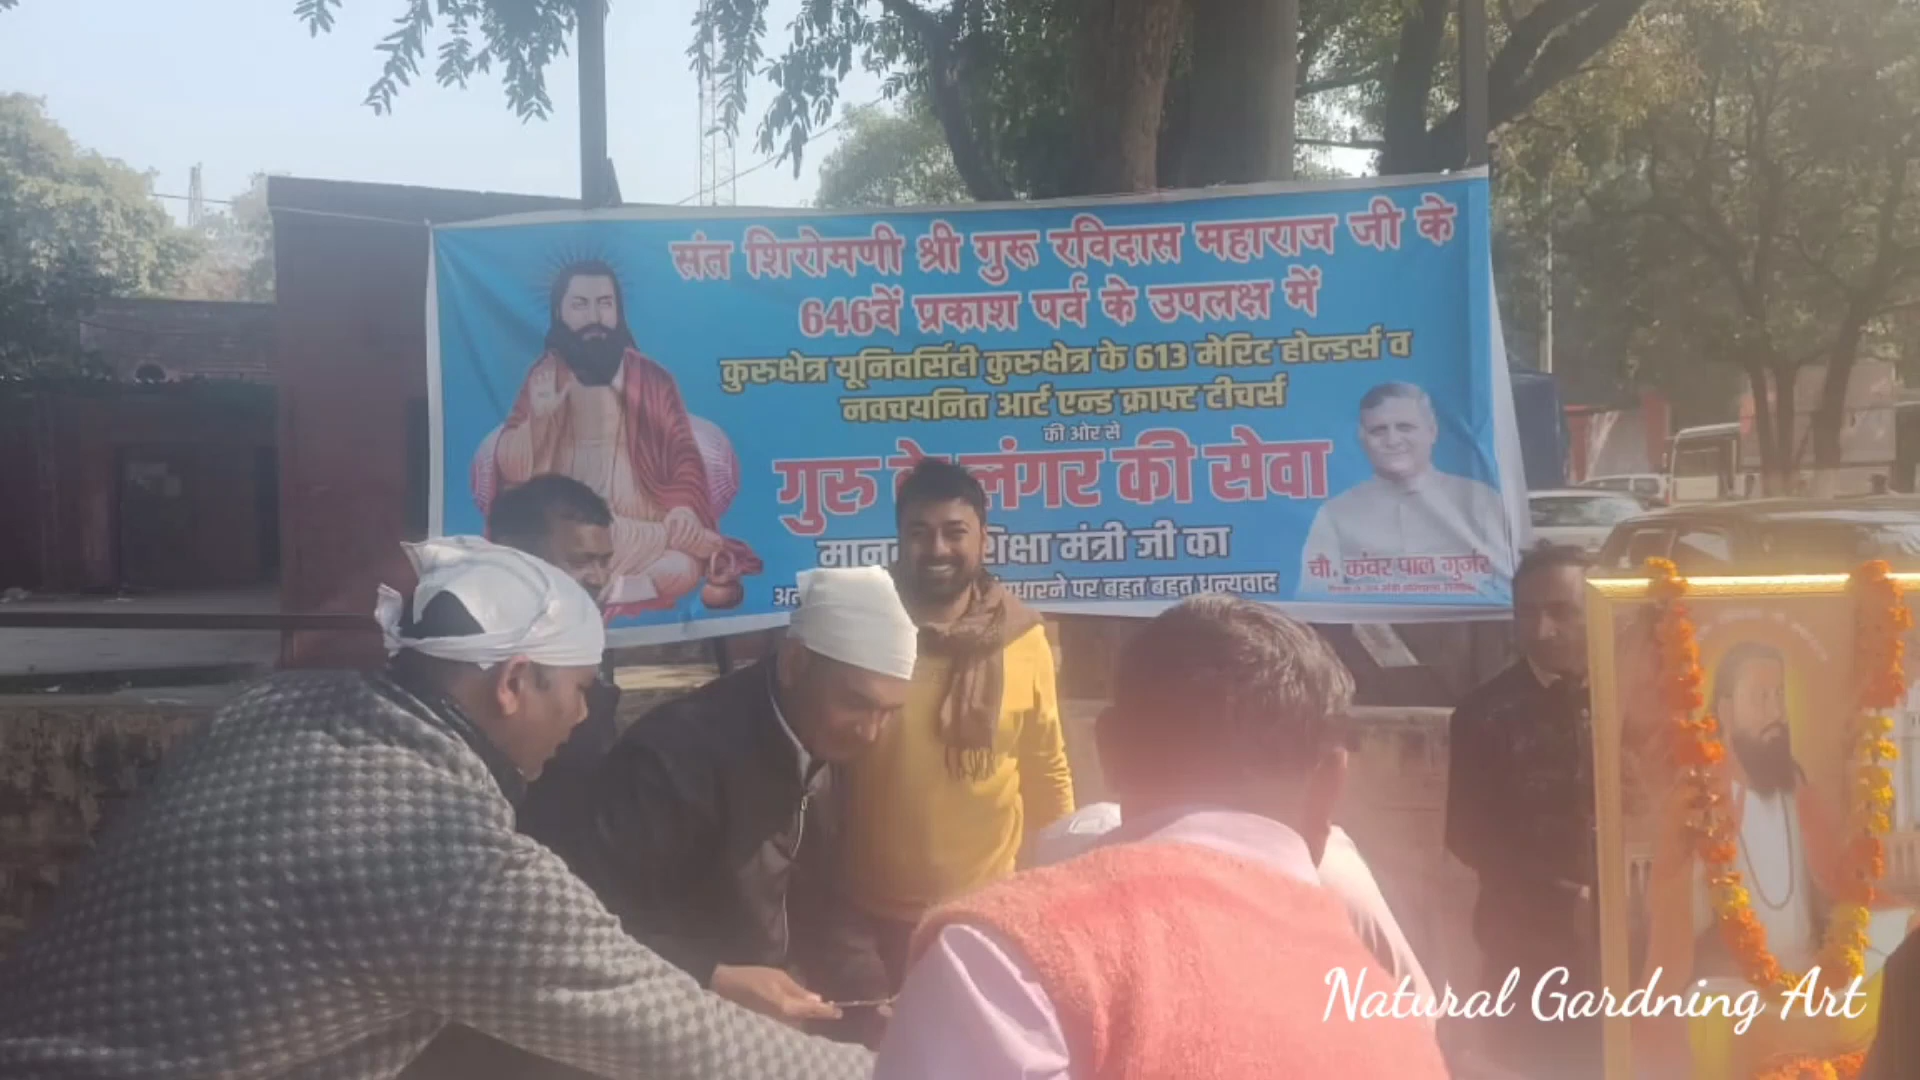 संत शिरोमणी श्री गुरू रविदास महाराज जी के
646वें प्रकाश पर्व के उपलक्ष में
कुरुक्षेत्र यूनिवर्सिटी कुरुक्षेत्र के 613 मेरिट होल्डर्स व
नवचयनित आर्ट एण्ड क्राफ्ट टीचर्स
की ओर से
गुरु के लंगर की सेवा
शिक्षा मंत्री जी का
पर बहुत बहुत धन्यवाद
चौ. कंवर पाल गुर्जर
Natural Gardning Art